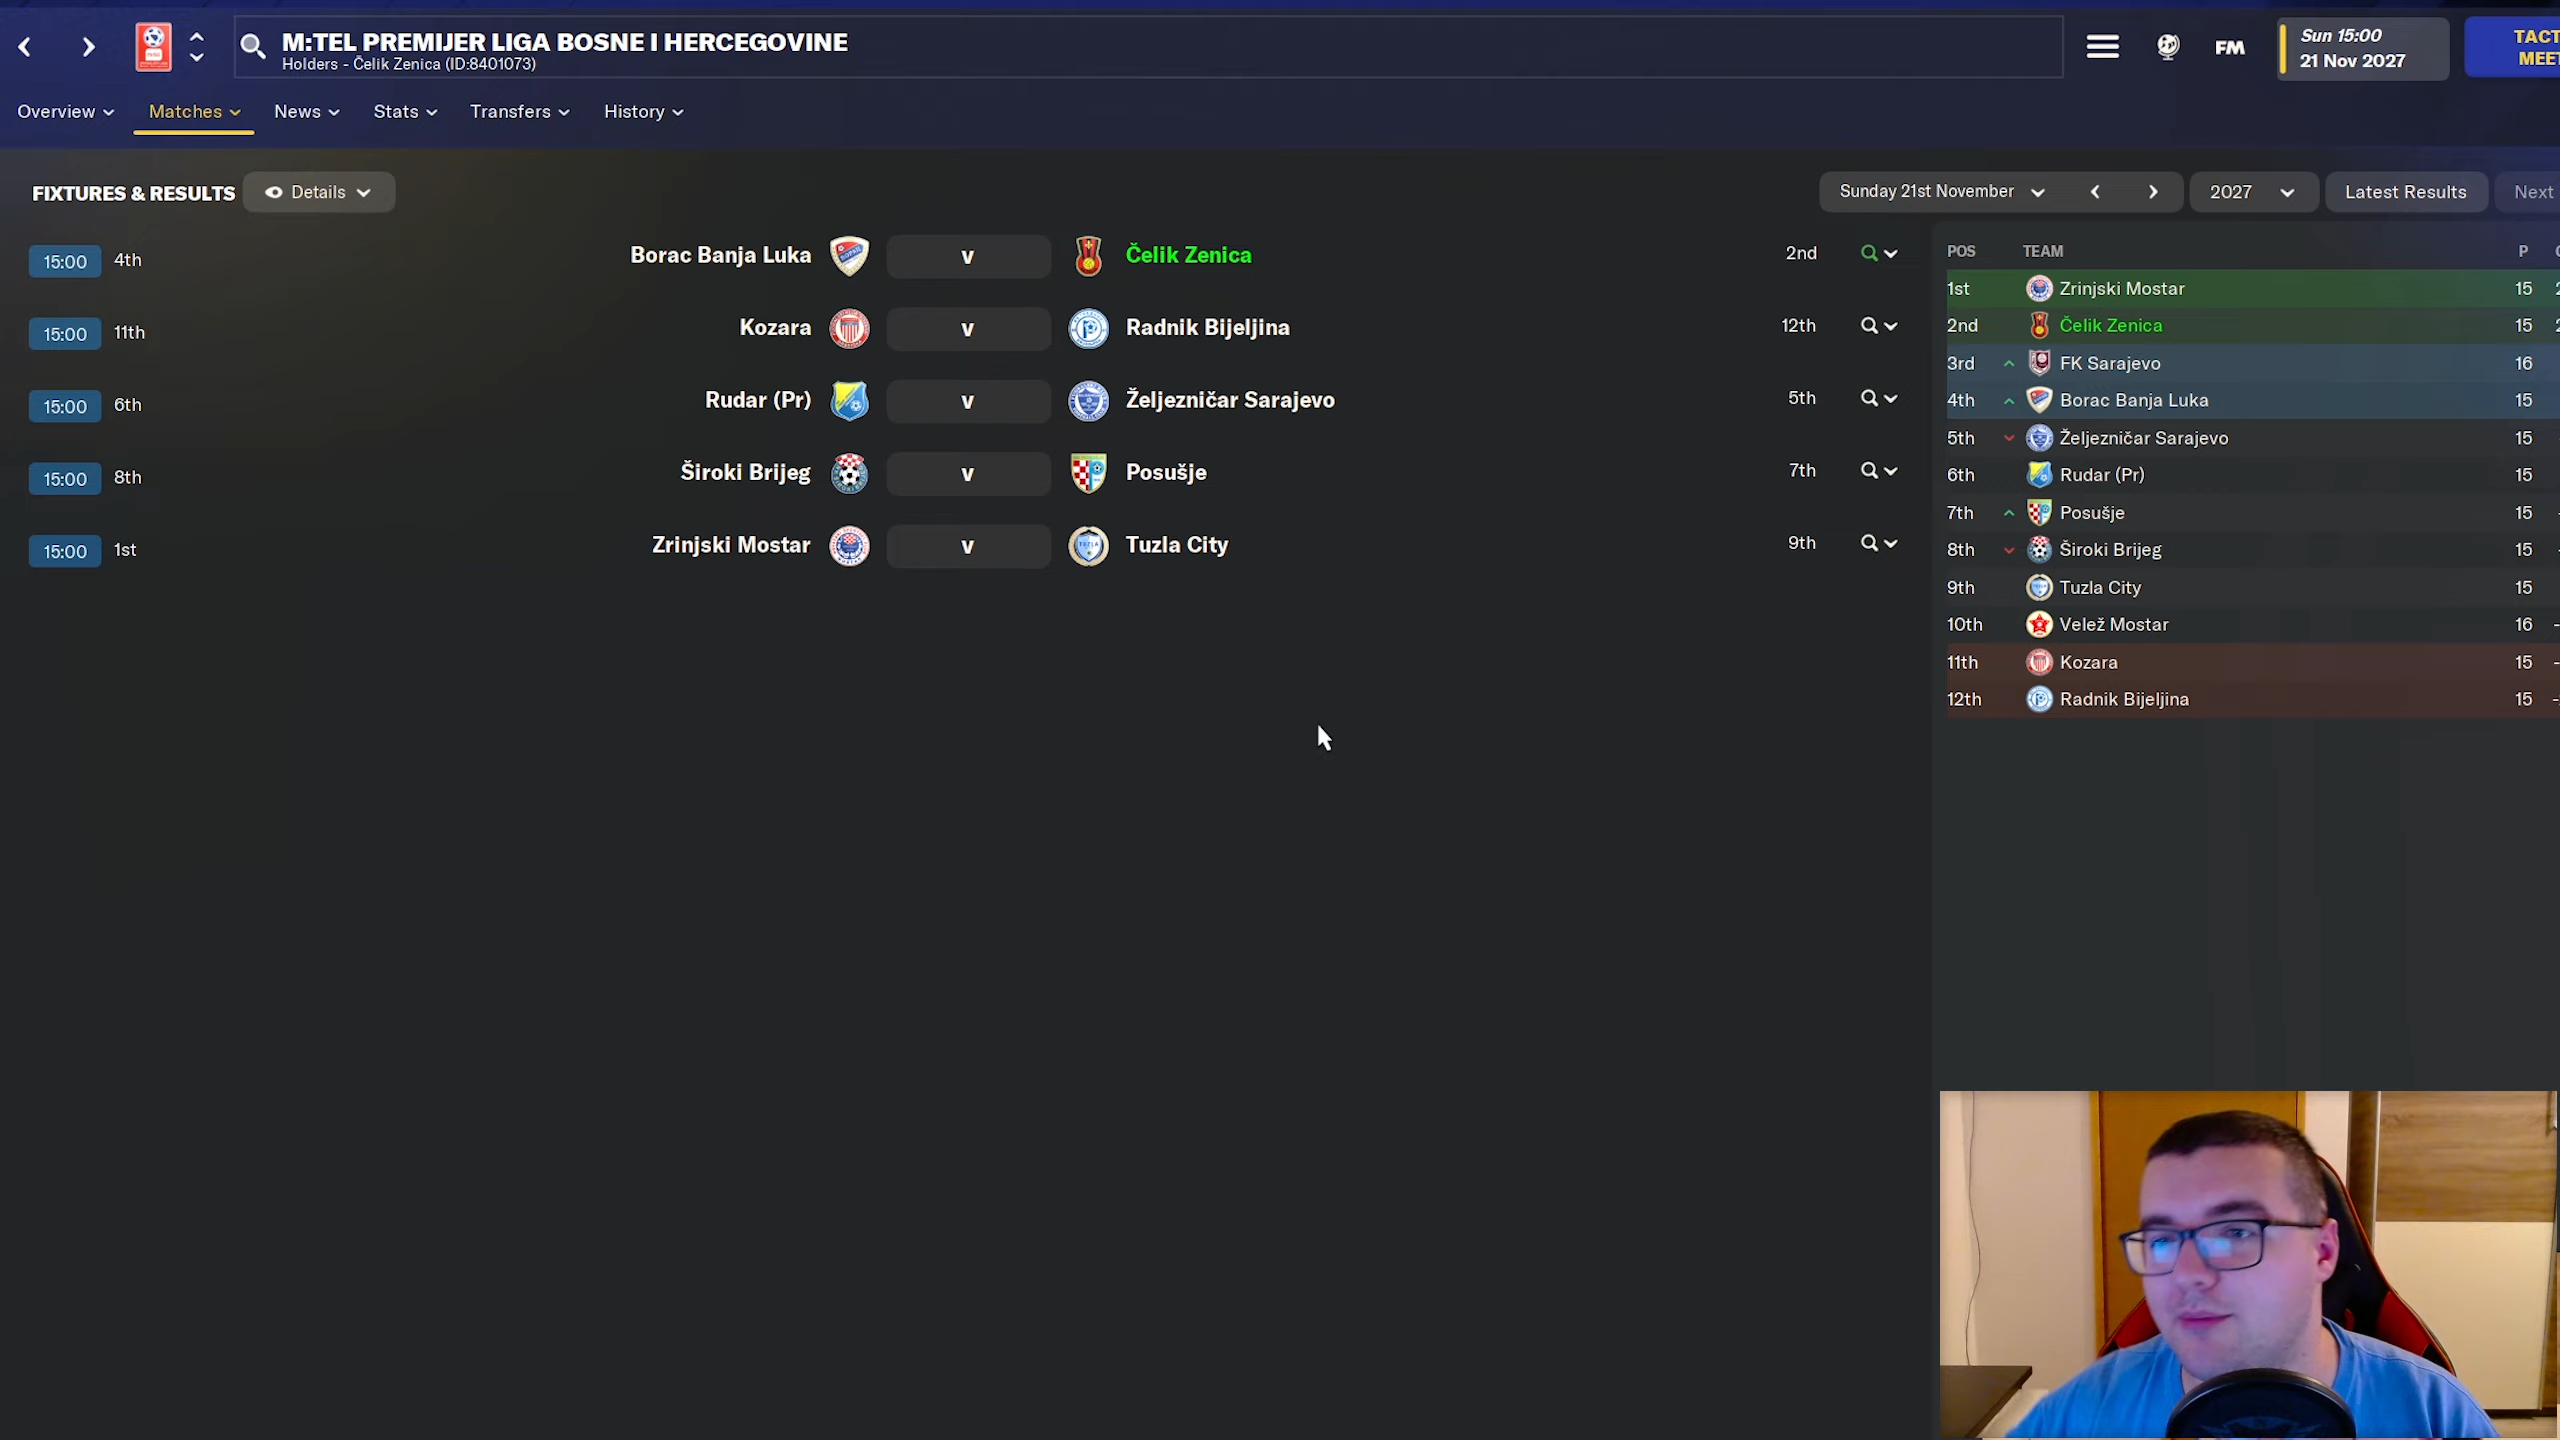 M:TEL PREMIJER LIGA BOSNE I HERCEGOVINE
Holders - Čelik Zenica (ID:8401073)
FM
Sun 15:00
21 Nov 2027
TACT
MEET
Overview
Matches
News
Stats
Transfers
History
FIXTURES & RESULTS
Details
Sunday 21st November
2027
Latest Results
Next
15:00 4th Borac Banja Luka v Čelik Zenica 2nd
15:00 11th Kozara v Radnik Bijeljina 12th
15:00 6th Rudar (Pr) v Željezničar Sarajevo 5th
15:00 8th Široki Brijeg v Posušje 7th
15:00 1st Zrinjski Mostar v Tuzla City 9th
POS TEAM P
1st Zrinjski Mostar 15
2nd Čelik Zenica 15
3rd FK Sarajevo 16
4th Borac Banja Luka 15
5th Željezničar Sarajevo 15
6th Rudar (Pr) 15
7th Posušje 15
8th Široki Brijeg 15
9th Tuzla City 15
10th Velež Mostar 16
11th Kozara 15
12th Radnik Bijeljina 15